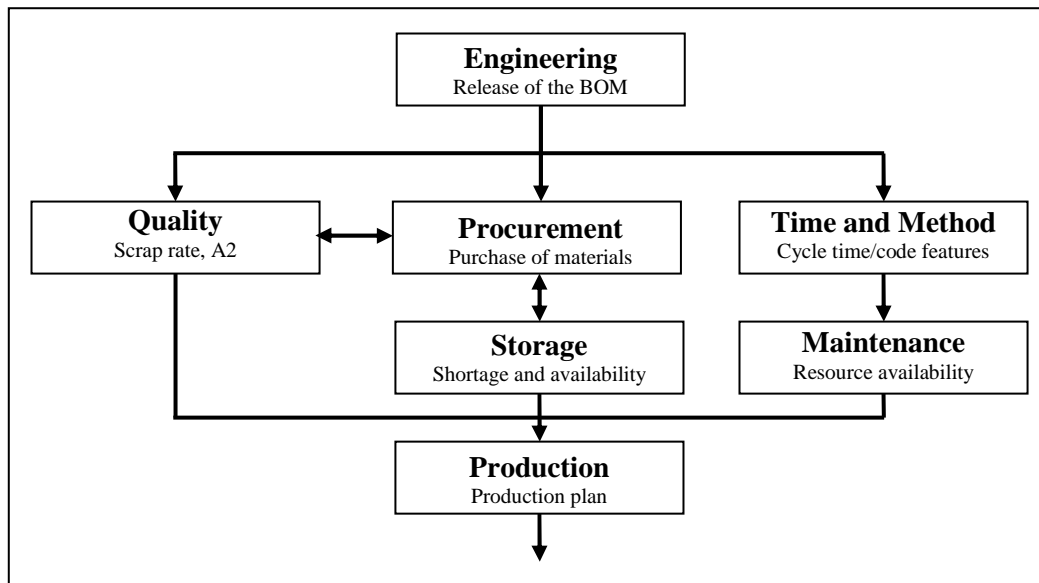 Engineering
Release of the BOM
Quality
Scrap rate, A2
Procurement
Purchase of materials
Time and Method
Cycle time/code features
Storage
Shortage and availability
Maintenance
Resource availability
Production
Production plan